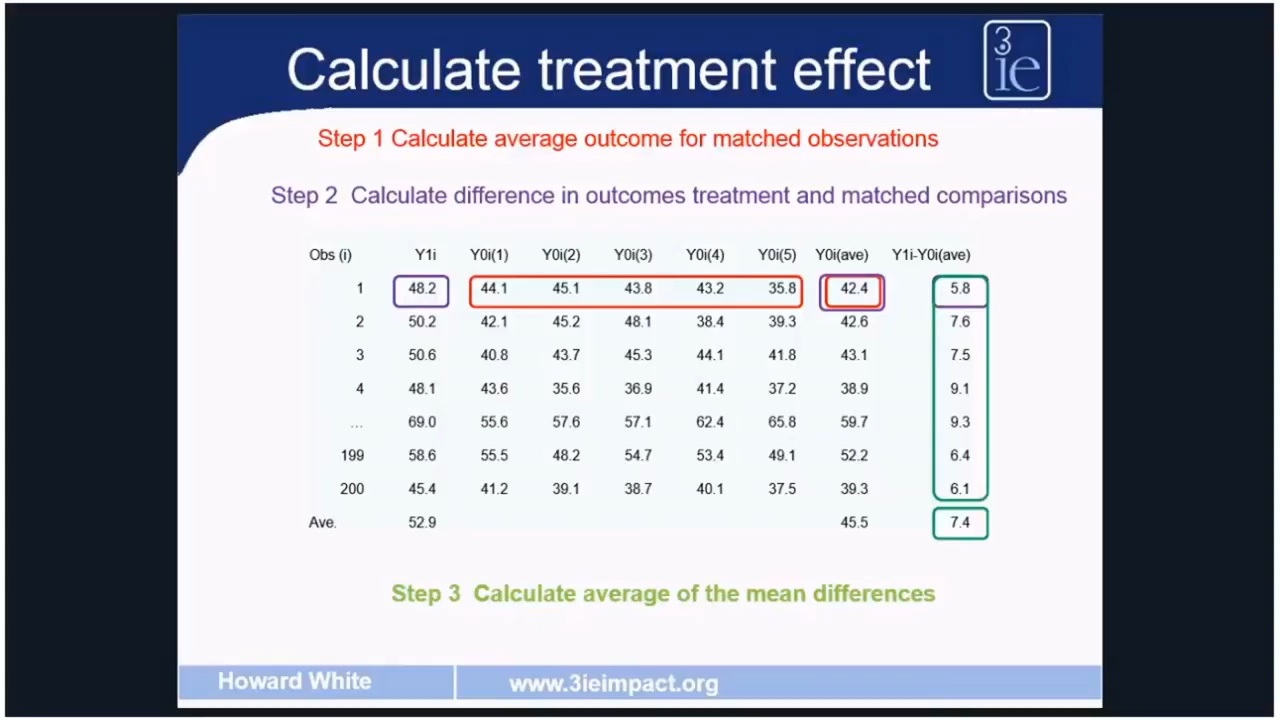 Calculate treatment effect
3ie
Step 1 Calculate average outcome for matched observations
Step 2 Calculate difference in outcomes treatment and matched comparisons
Obs (i) Y1i Y0i(1) Y0i(2) Y0i(3) Y0i(4) Y0i(5) Y0i(ave) Y1i-Y0i(ave)
1 48.2 44.1 45.1 43.8 43.2 35.8 42.4 5.8
2 50.2 42.1 45.2 48.1 38.4 39.3 42.6 7.6
3 50.6 40.8 43.7 45.3 44.1 41.8 43.1 7.5
4 48.1 43.6 35.6 36.9 41.4 37.2 38.9 9.1
... 69.0 55.6 57.6 57.1 62.4 65.8 59.7 9.3
199 58.6 55.5 48.2 54.7 53.4 49.1 52.2 6.4
200 45.4 41.2 39.1 38.7 40.1 37.5 39.3 6.1
Ave. 52.9 45.5 7.4
Step 3 Calculate average of the mean differences
Howard White www.3ieimpact.org